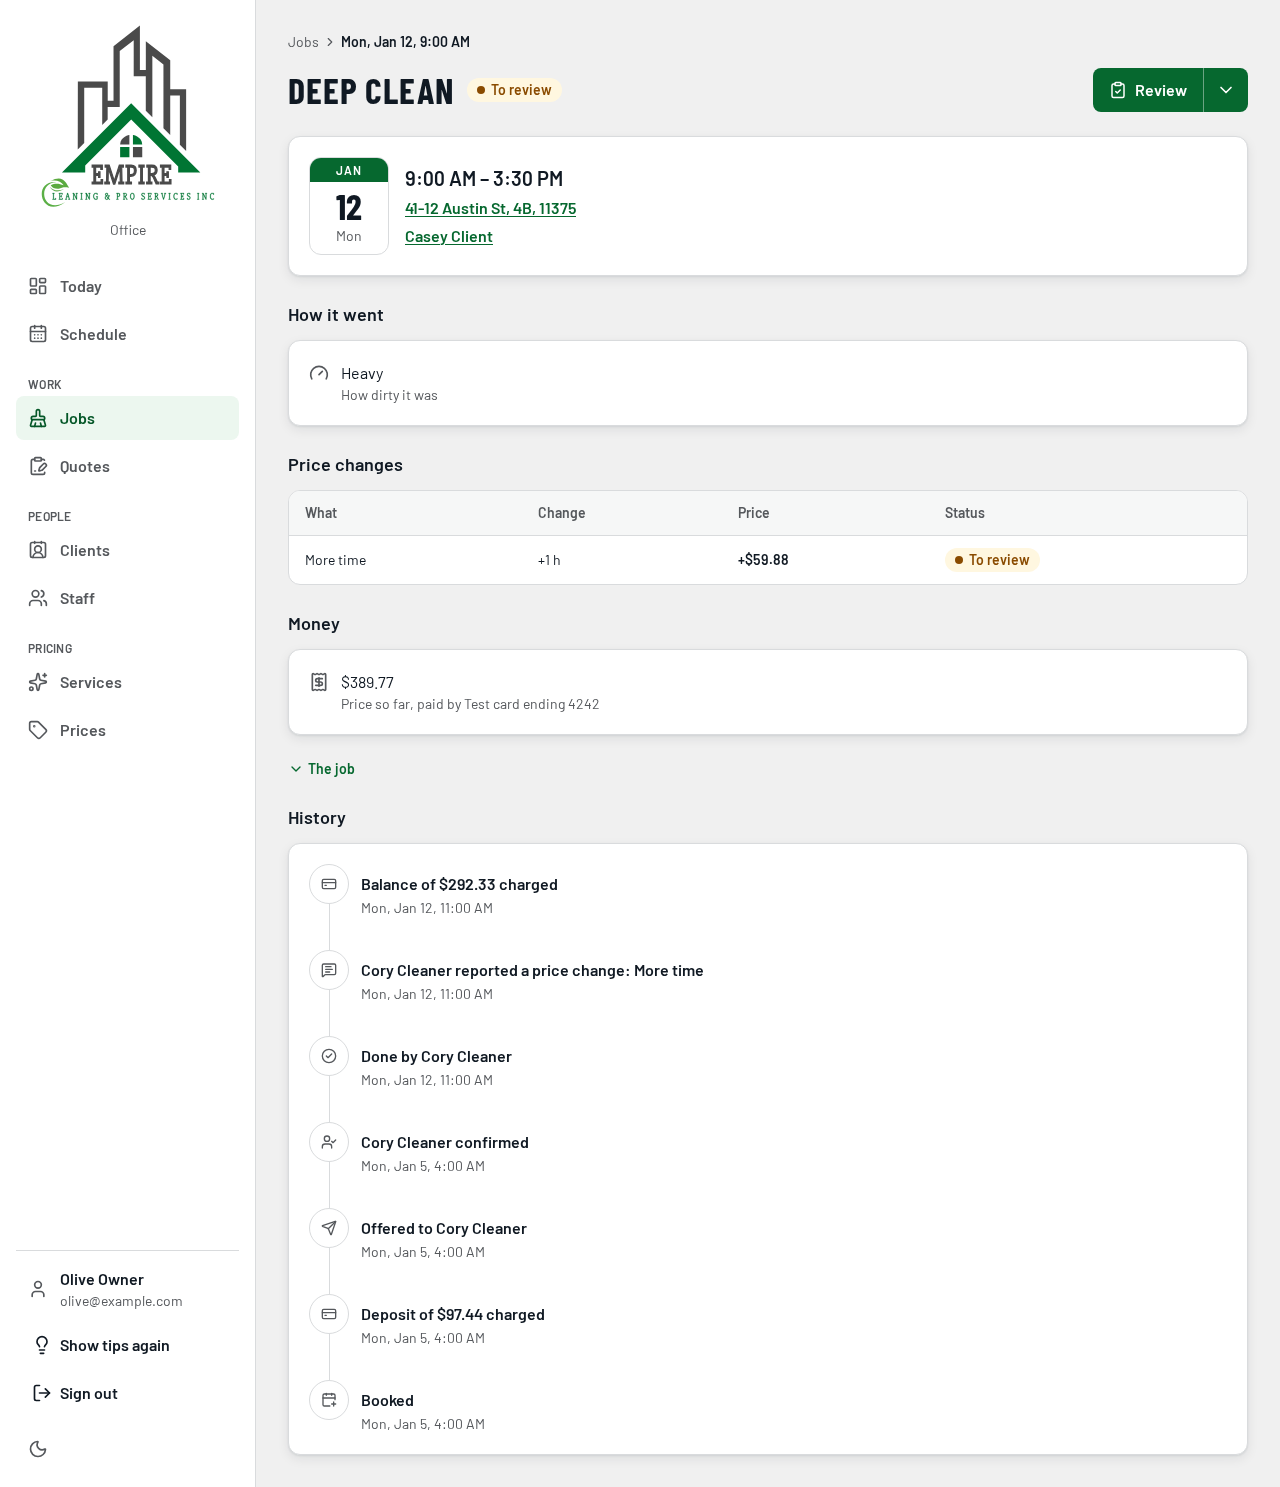 EMPIRE
LEANING & PRO SERVICES INC
Office
Today
Schedule
WORK
Jobs
Quotes
PEOPLE
Clients
Staff
PRICING
Services
Prices
Olive Owner
olive@example.com
Show tips again
Sign out
Jobs > Mon, Jan 12, 9:00 AM
DEEP CLEAN To review
Review
JAN
12
Mon
9:00 AM – 3:30 PM
41-12 Austin St, 4B, 11375
Casey Client
How it went
Heavy
How dirty it was
Price changes
What Change Price Status
More time +1 h +$59.88 To review
Money
$389.77
Price so far, paid by Test card ending 4242
The job
History
Balance of $292.33 charged
Mon, Jan 12, 11:00 AM
Cory Cleaner reported a price change: More time
Mon, Jan 12, 11:00 AM
Done by Cory Cleaner
Mon, Jan 12, 11:00 AM
Cory Cleaner confirmed
Mon, Jan 5, 4:00 AM
Offered to Cory Cleaner
Mon, Jan 5, 4:00 AM
Deposit of $97.44 charged
Mon, Jan 5, 4:00 AM
Booked
Mon, Jan 5, 4:00 AM